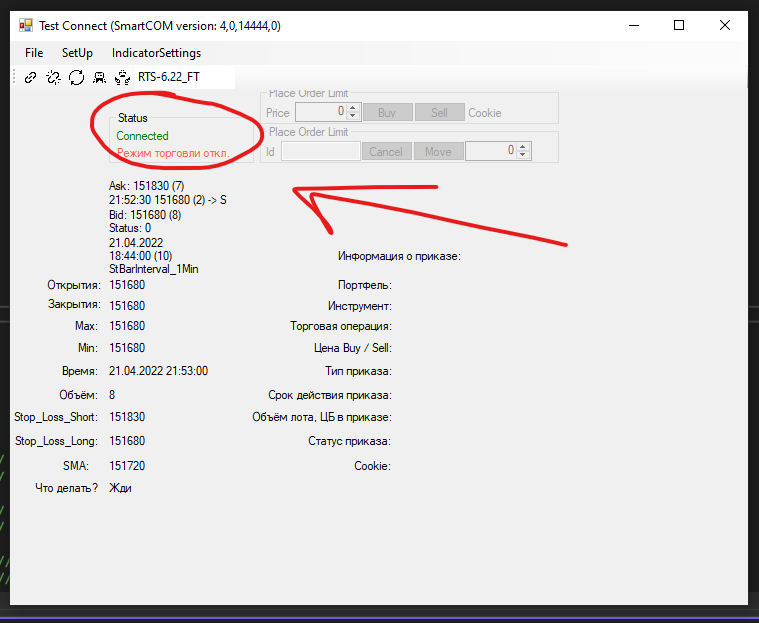 Test Connect (SmartCOM version: 4,0,14444,0)
File SetUp IndicatorSettings
RTS-6.22_FT
Place Order Limit
Price 0 Buy Sell Cookie
Status
Connected
Режим торговли откл.
Place Order Limit
Id Cancel Move 0
Ask: 151830 (7)
21:52:30 151680 (2) -> S
Bid: 151680 (8)
Status: 0
21.04.2022
18:44:00 (10)
StBarInterval_1Min
Открытия: 151680
Закрытия: 151680
Max: 151680
Min: 151680
Время: 21.04.2022 21:53:00
Объём: 8
Stop_Loss_Short: 151830
Stop_Loss_Long: 151680
SMA: 151720
Что делать? Жди
Информация о приказе:
Портфель:
Инструмент:
Торговая операция:
Цена Buy / Sell:
Тип приказа:
Срок действия приказа:
Объём лота, ЦБ в приказе:
Статус приказа:
Cookie: